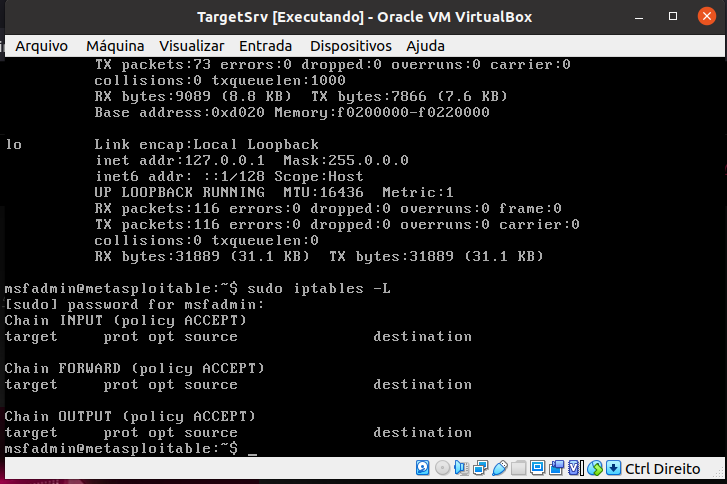 TargetSrv [Executando] - Oracle VM VirtualBox
Arquivo Máquina Visualizar Entrada Dispositivos Ajuda
TX packets:73 errors:0 dropped:0 overruns:0 carrier:0
collisions:0 txqueuelen:1000
RX bytes:9089 (8.8 KB)  TX bytes:7866 (7.6 KB)
Base address:0xd020 Memory:f0200000-f0220000
lo        Link encap:Local Loopback
inet addr:127.0.0.1  Mask:255.0.0.0
inet6 addr: ::1/128 Scope:Host
UP LOOPBACK RUNNING  MTU:16436  Metric:1
RX packets:116 errors:0 dropped:0 overruns:0 frame:0
TX packets:116 errors:0 dropped:0 overruns:0 carrier:0
collisions:0 txqueuelen:0
RX bytes:31889 (31.1 KB)  TX bytes:31889 (31.1 KB)
msfadmin@metasploitable:~$ sudo iptables -L
[sudo] password for msfadmin:
Chain INPUT (policy ACCEPT)
target     prot opt source               destination
Chain FORWARD (policy ACCEPT)
target     prot opt source               destination
Chain OUTPUT (policy ACCEPT)
target     prot opt source               destination
msfadmin@metasploitable:~$ _
Ctrl Direito